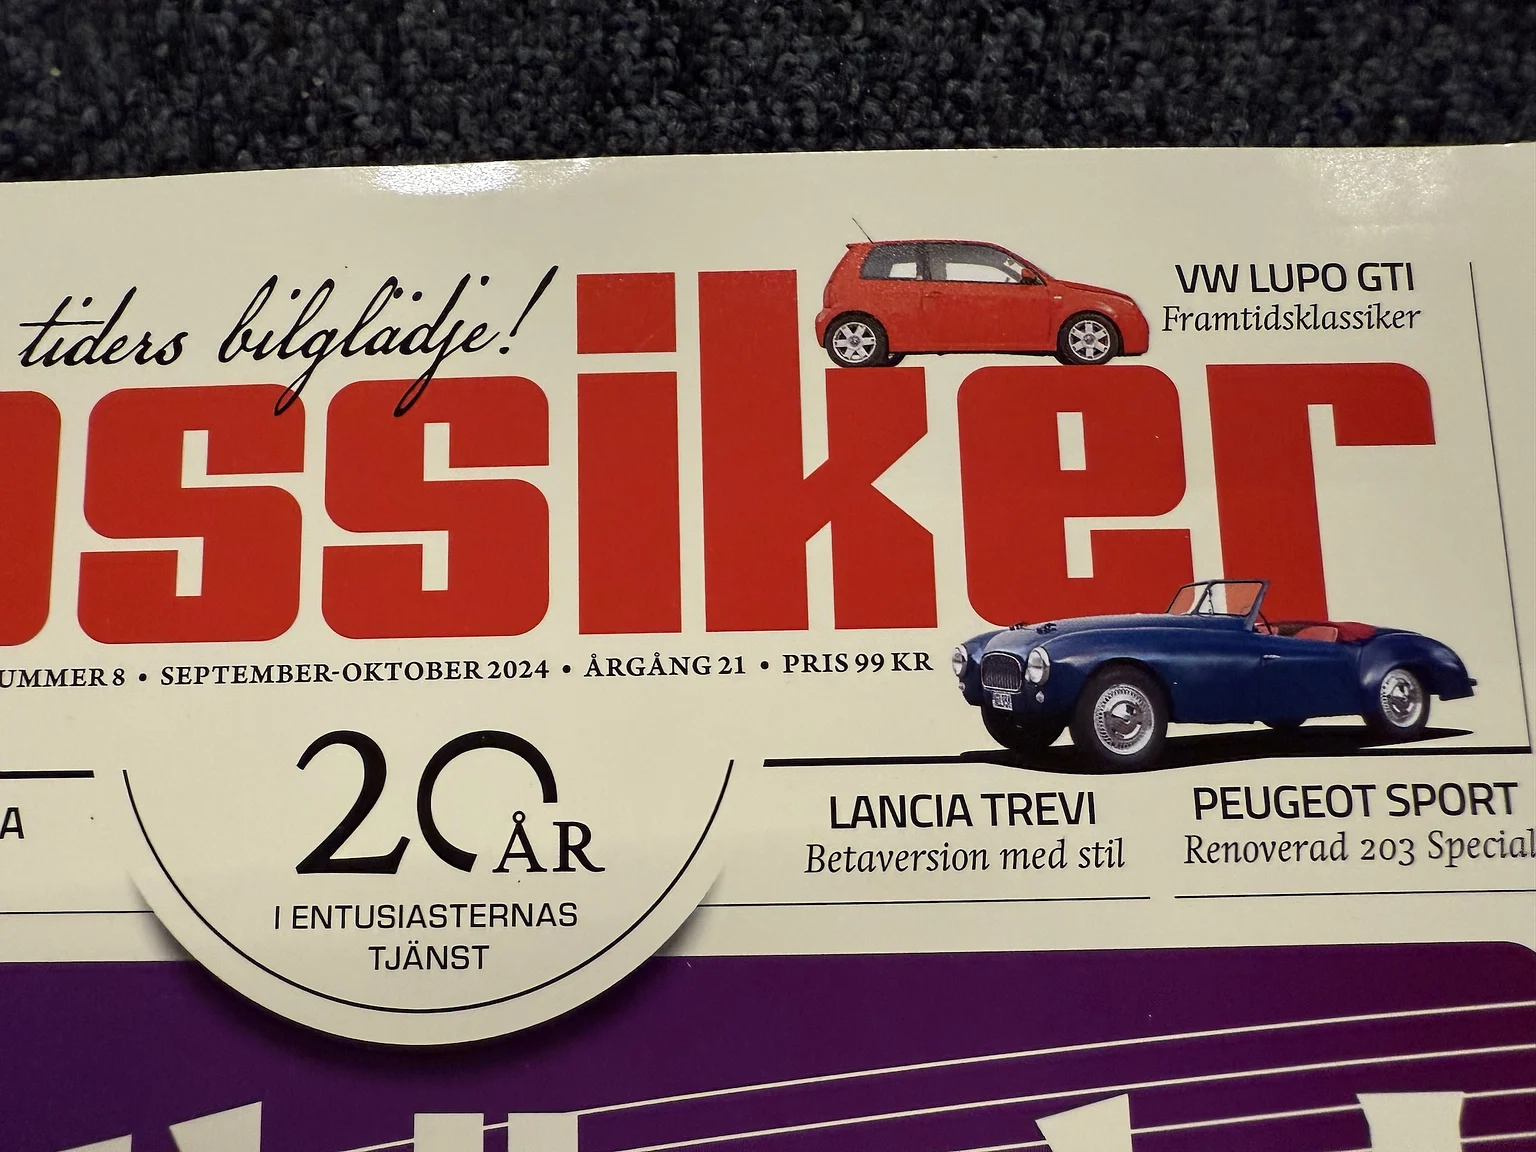 tiders bilglädje!
ssiker
VW LUPO GTI
Framtidsklassiker
UMMER 8 • SEPTEMBER-OKTOBER 2024 • ÅRGÅNG 21 • PRIS 99 KR
A
20 ÅR
I ENTUSIASTERNAS
TJÄNST
LANCIA TREVI
Betaversion med stil
PEUGEOT SPORT
Renoverad 203 Special